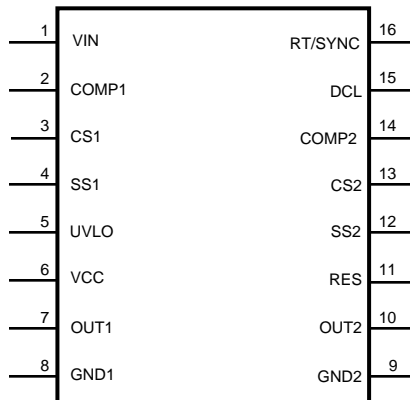 1 VIN RT/SYNC 16
2 COMP1 DCL 15
3 CS1 COMP2 14
4 SS1 CS2 13
5 UVLO SS2 12
6 VCC RES 11
7 OUT1 OUT2 10
8 GND1 GND2 9